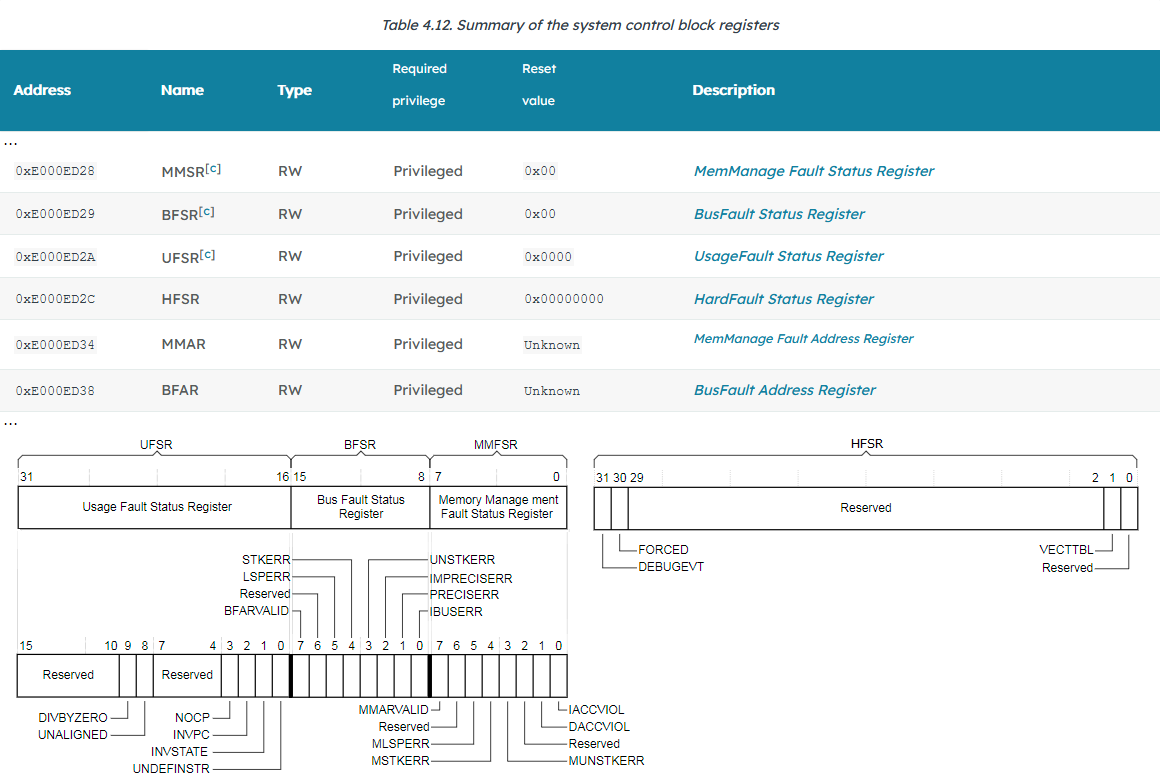 Table 4.12. Summary of the system control block registers
Address Name Type Required privilege Reset value Description
...
0xE000ED28 MMSR[c] RW Privileged 0x00 MemManage Fault Status Register
0xE000ED29 BFSR[c] RW Privileged 0x00 BusFault Status Register
0xE000ED2A UFSR[c] RW Privileged 0x0000 UsageFault Status Register
0xE000ED2C HFSR RW Privileged 0x00000000 HardFault Status Register
0xE000ED34 MMAR RW Privileged Unknown MemManage Fault Address Register
0xE000ED38 BFAR RW Privileged Unknown BusFault Address Register
...
UFSR BFSR MMFSR
31 16 15 8 7 0
Usage Fault Status Register
Bus Fault Status
Register
Memory Manage ment
Fault Status Register
HFSR
31 30 29 2 1 0
Reserved
FORCED
DEBUGEVT
VECTTBL
Reserved
STKERR
LSPERR
Reserved
BFARVALID
UNSTKERR
IMPRECISERR
PRECISERR
IBUSERR
15 10 9 8 7 4 3 2 1 0 7 6 5 4 3 2 1 0 7 6 5 4 3 2 1 0
Reserved Reserved
DIVBYZERO
UNALIGNED
NOCP
INVPC
INVSTATE
UNDEFINSTR
MMARVALID
Reserved
MLSPERR
MSTKERR
IACCVIOL
DACCVIOL
Reserved
MUNSTKERR